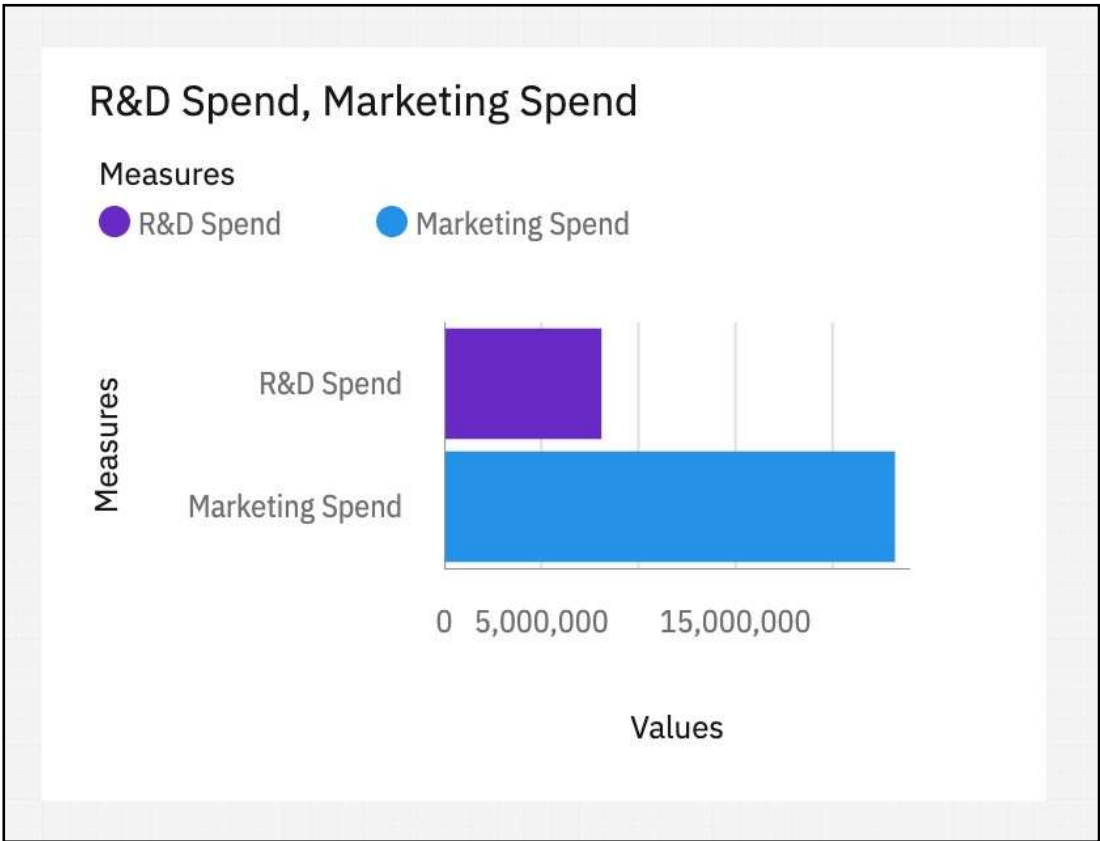 R&D Spend, Marketing Spend
Measures
R&D Spend Marketing Spend
Measures
R&D Spend
Marketing Spend
0 5,000,000 15,000,000
Values